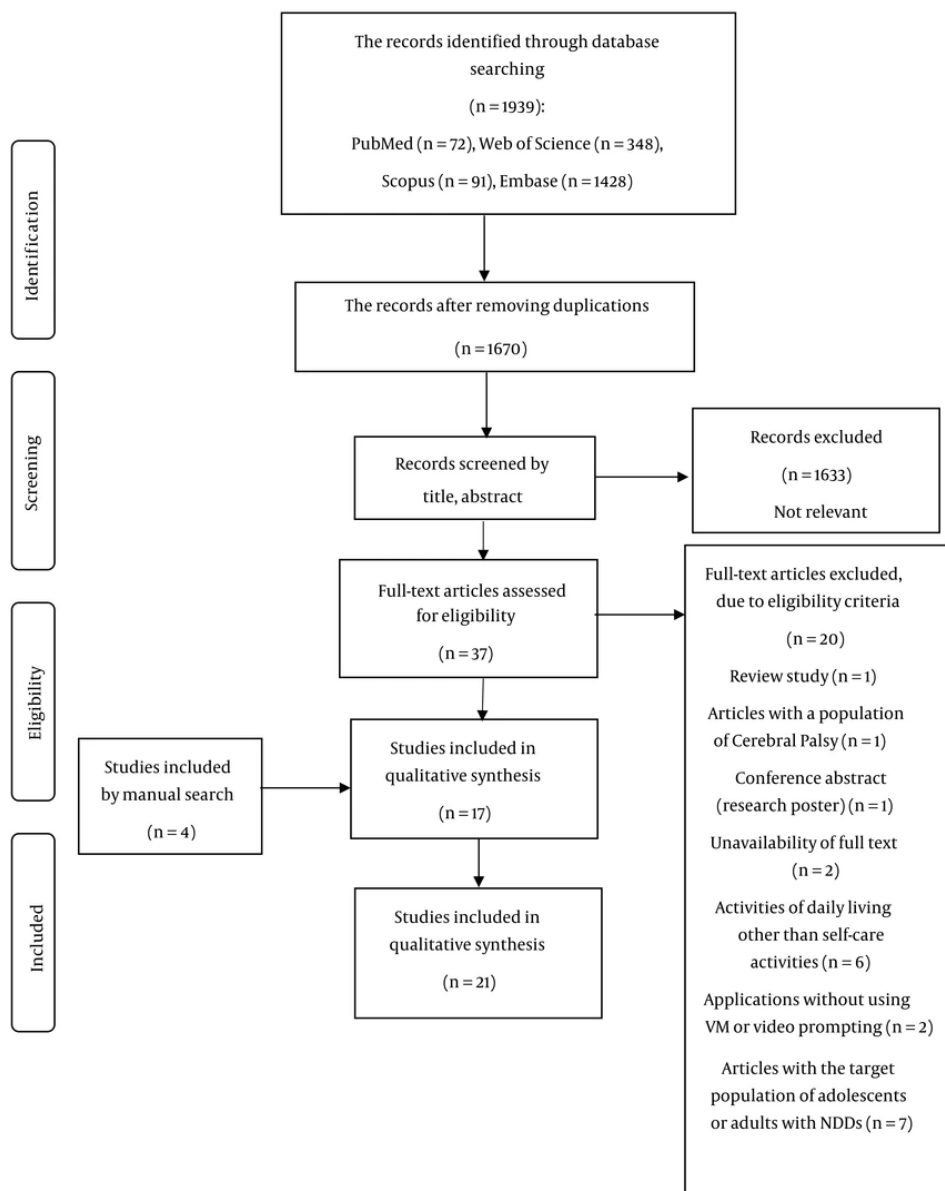 The records identified through database
searching
(n = 1939):
PubMed (n = 72), Web of Science (n = 348),
Scopus (n = 91), Embase (n = 1428)
Identification
The records after removing duplications
(n = 1670)
Screening
Records screened by
title, abstract
Records excluded
(n = 1633)
Not relevant
Full-text articles assessed
for eligibility
(n = 37)
Full-text articles excluded,
due to eligibility criteria
(n = 20)
Review study (n = 1)
Articles with a population
of Cerebral Palsy (n = 1)
Conference abstract
(research poster) (n = 1)
Unavailability of full text
(n = 2)
Activities of daily living
other than self-care
activities (n = 6)
Applications without using
VM or video prompting (n = 2)
Articles with the target
population of adolescents
or adults with NDDs (n = 7)
Eligibility
Studies included
by manual search
(n = 4)
Studies included in
qualitative synthesis
(n = 17)
Included
Studies included in
qualitative synthesis
(n = 21)